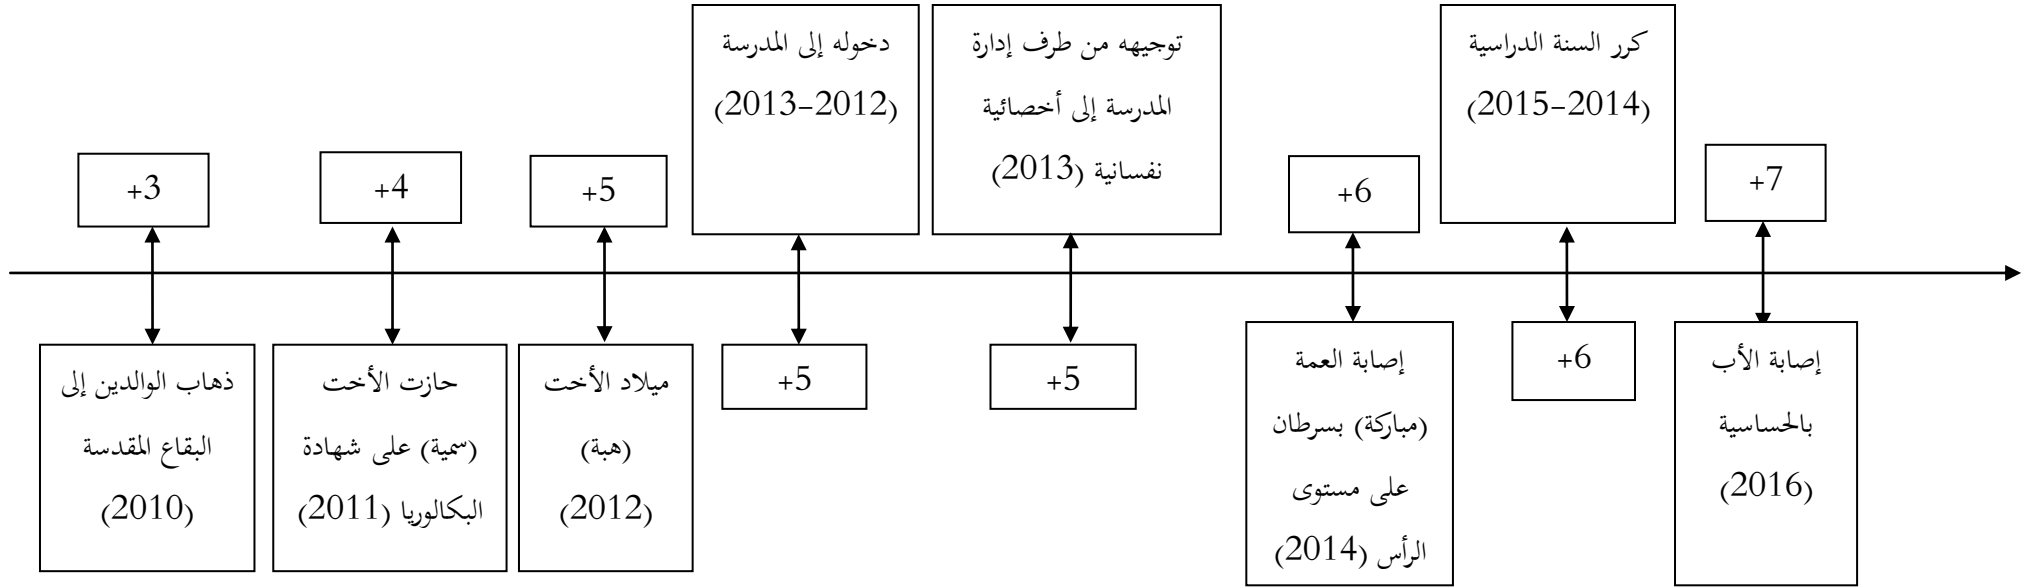 +3
ذهاب الوالدين إلى
البقاع المقدسة
(2010)
+4
حازت الأخت
(سمية) على شهادة
البكالوريا (2011)
+5
ميلاد الأخت
(هبة)
(2012)
دخوله إلى المدرسة
(2012-2013)
+5
توجيهه من طرف إدارة
المدرسة إلى أخصائية
نفسانية (2013)
+5
+6
إصابة العمة
(مباركة) بسرطان
على مستوى
الرأس (2014)
كرر السنة الدراسية
(2014-2015)
+6
+7
إصابة الأب
بالحساسية
(2016)